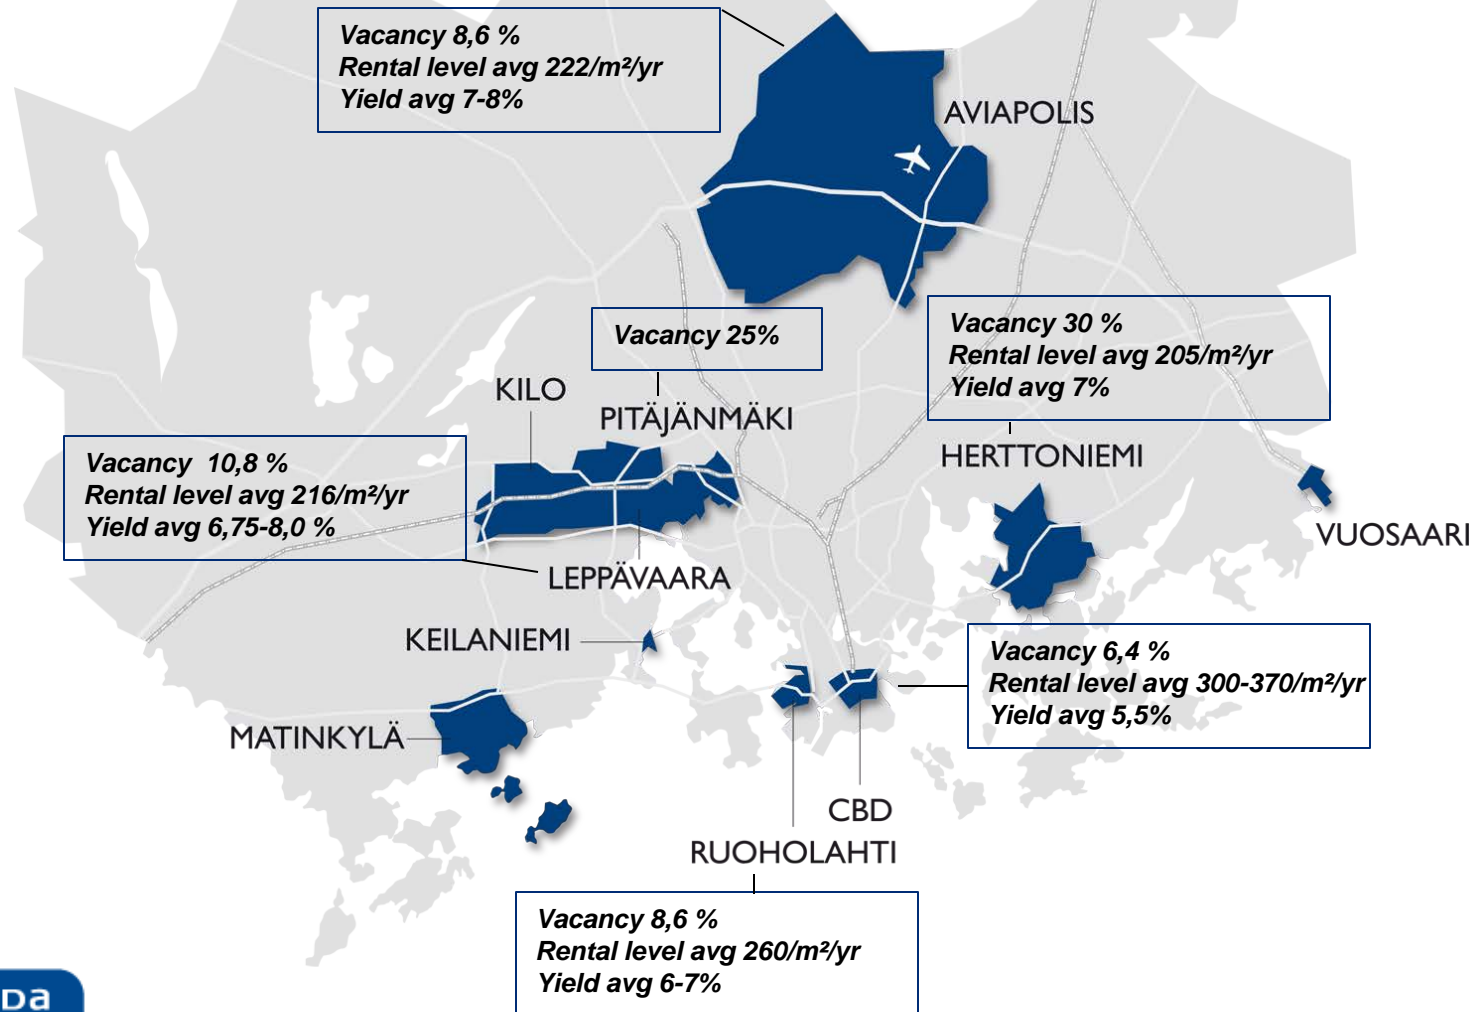 Vacancy 8,6 %
Rental level avg 222/m²/yr
Yield avg 7-8%
AVIAPOLIS
Vacancy 25%
Vacancy 30 %
Rental level avg 205/m²/yr
Yield avg 7%
KILO
PITÄJÄNMÄKI
HERTTONIEMI
Vacancy 10,8 %
Rental level avg 216/m²/yr
Yield avg 6,75-8,0 %
VUOSAARI
LEPPÄVAARA
KEILANIEMI
Vacancy 6,4 %
Rental level avg 300-370/m²/yr
Yield avg 5,5%
MATINKYLÄ
CBD
RUOHOLAHTI
Vacancy 8,6 %
Rental level avg 260/m²/yr
Yield avg 6-7%